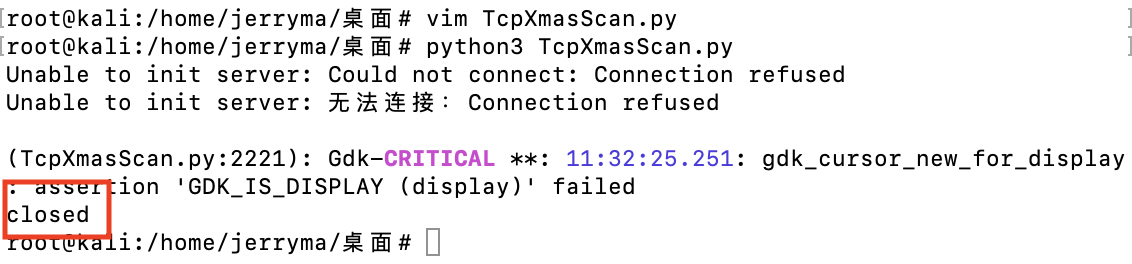 [root@kali:/home/jerryma/桌面# vim TcpXmasScan.py ]
[root@kali:/home/jerryma/桌面# python3 TcpXmasScan.py ]
Unable to init server: Could not connect: Connection refused
Unable to init server: 无法连接： Connection refused
(TcpXmasScan.py:2221): Gdk-CRITICAL **: 11:32:25.251: gdk_cursor_new_for_display
: assertion 'GDK_IS_DISPLAY (display)' failed
closed
root@kali:/home/jerryma/桌面#